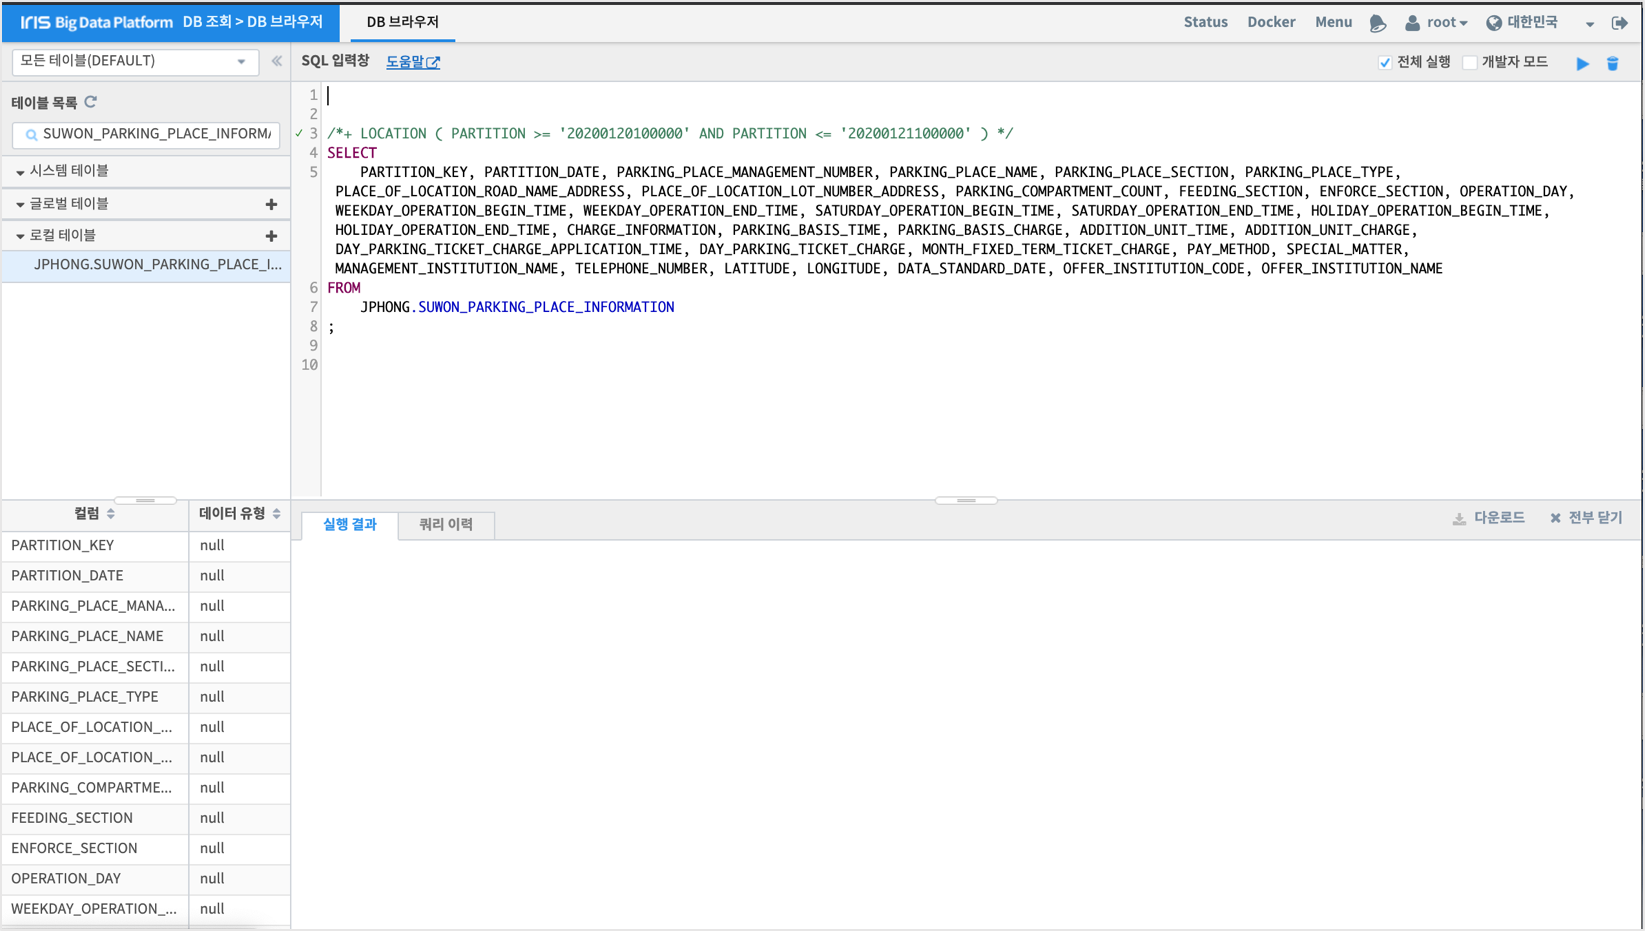 IRIS Big Data Platform DB 조회 > DB 브라우저
DB 브라우저
Status Docker Menu root 대한민국
모든 테이블(DEFAULT)
SQL 입력창 도움말
전체 실행 개발자 모드
테이블 목록
SUWON_PARKING_PLACE_INFORMA
시스템 테이블
글로벌 테이블
로컬 테이블
JPHONG.SUWON_PARKING_PLACE_I...
1
2
3 /*+ LOCATION ( PARTITION >= '20200120100000' AND PARTITION <= '20200121100000' ) */
4 SELECT
5 PARTITION_KEY, PARTITION_DATE, PARKING_PLACE_MANAGEMENT_NUMBER, PARKING_PLACE_NAME, PARKING_PLACE_SECTION, PARKING_PLACE_TYPE,
PLACE_OF_LOCATION_ROAD_NAME_ADDRESS, PLACE_OF_LOCATION_LOT_NUMBER_ADDRESS, PARKING_COMPARTMENT_COUNT, FEEDING_SECTION, ENFORCE_SECTION, OPERATION_DAY,
WEEKDAY_OPERATION_BEGIN_TIME, WEEKDAY_OPERATION_END_TIME, SATURDAY_OPERATION_BEGIN_TIME, SATURDAY_OPERATION_END_TIME, HOLIDAY_OPERATION_BEGIN_TIME,
HOLIDAY_OPERATION_END_TIME, CHARGE_INFORMATION, PARKING_BASIS_TIME, PARKING_BASIS_CHARGE, ADDITION_UNIT_TIME, ADDITION_UNIT_CHARGE,
DAY_PARKING_TICKET_CHARGE_APPLICATION_TIME, DAY_PARKING_TICKET_CHARGE, MONTH_FIXED_TERM_TICKET_CHARGE, PAY_METHOD, SPECIAL_MATTER,
MANAGEMENT_INSTITUTION_NAME, TELEPHONE_NUMBER, LATITUDE, LONGITUDE, DATA_STANDARD_DATE, OFFER_INSTITUTION_CODE, OFFER_INSTITUTION_NAME
6 FROM
7 JPHONG.SUWON_PARKING_PLACE_INFORMATION
8 ;
9
10
컬럼 데이터 유형
PARTITION_KEY null
PARTITION_DATE null
PARKING_PLACE_MANA... null
PARKING_PLACE_NAME null
PARKING_PLACE_SECTI... null
PARKING_PLACE_TYPE null
PLACE_OF_LOCATION_... null
PLACE_OF_LOCATION_... null
PARKING_COMPARTME... null
FEEDING_SECTION null
ENFORCE_SECTION null
OPERATION_DAY null
WEEKDAY_OPERATION_... null
실행 결과 쿼리 이력
다운로드 전부 닫기